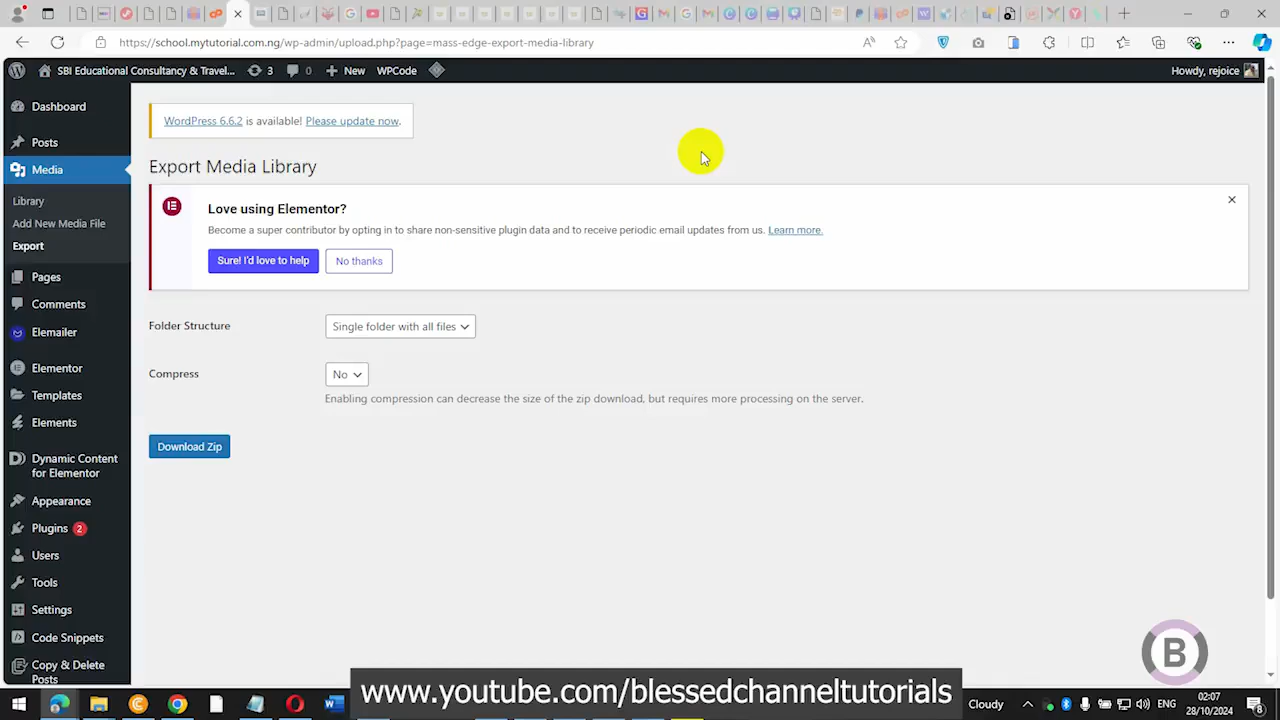 https://school.mytutorial.com.ng/wp-admin/upload.php?page=mass-edge-export-media-library
SBI Educational Consultancy & Travel... 3 0 New WPCode
Howdy, rejoice
Dashboard
Posts
Media
Library
Add New Media File
Export
Pages
Comments
Elemailer
Elementor
Templates
Elements
Dynamic Content
for Elementor
Appearance
Plugins 2
Users
Tools
Settings
Code Snippets
Copy & Delete
Posts
WordPress 6.6.2 is available! Please update now.
Export Media Library
Love using Elementor?
Become a super contributor by opting in to share non-sensitive plugin data and to receive periodic email updates from us. Learn more.
Sure! I'd love to help
No thanks
Folder Structure
Single folder with all files
Compress
No
Enabling compression can decrease the size of the zip download, but requires more processing on the server.
Download Zip
B
www.youtube.com/blessedchanneltutorials
Cloudy
ENG
02:07
28/10/2024
8